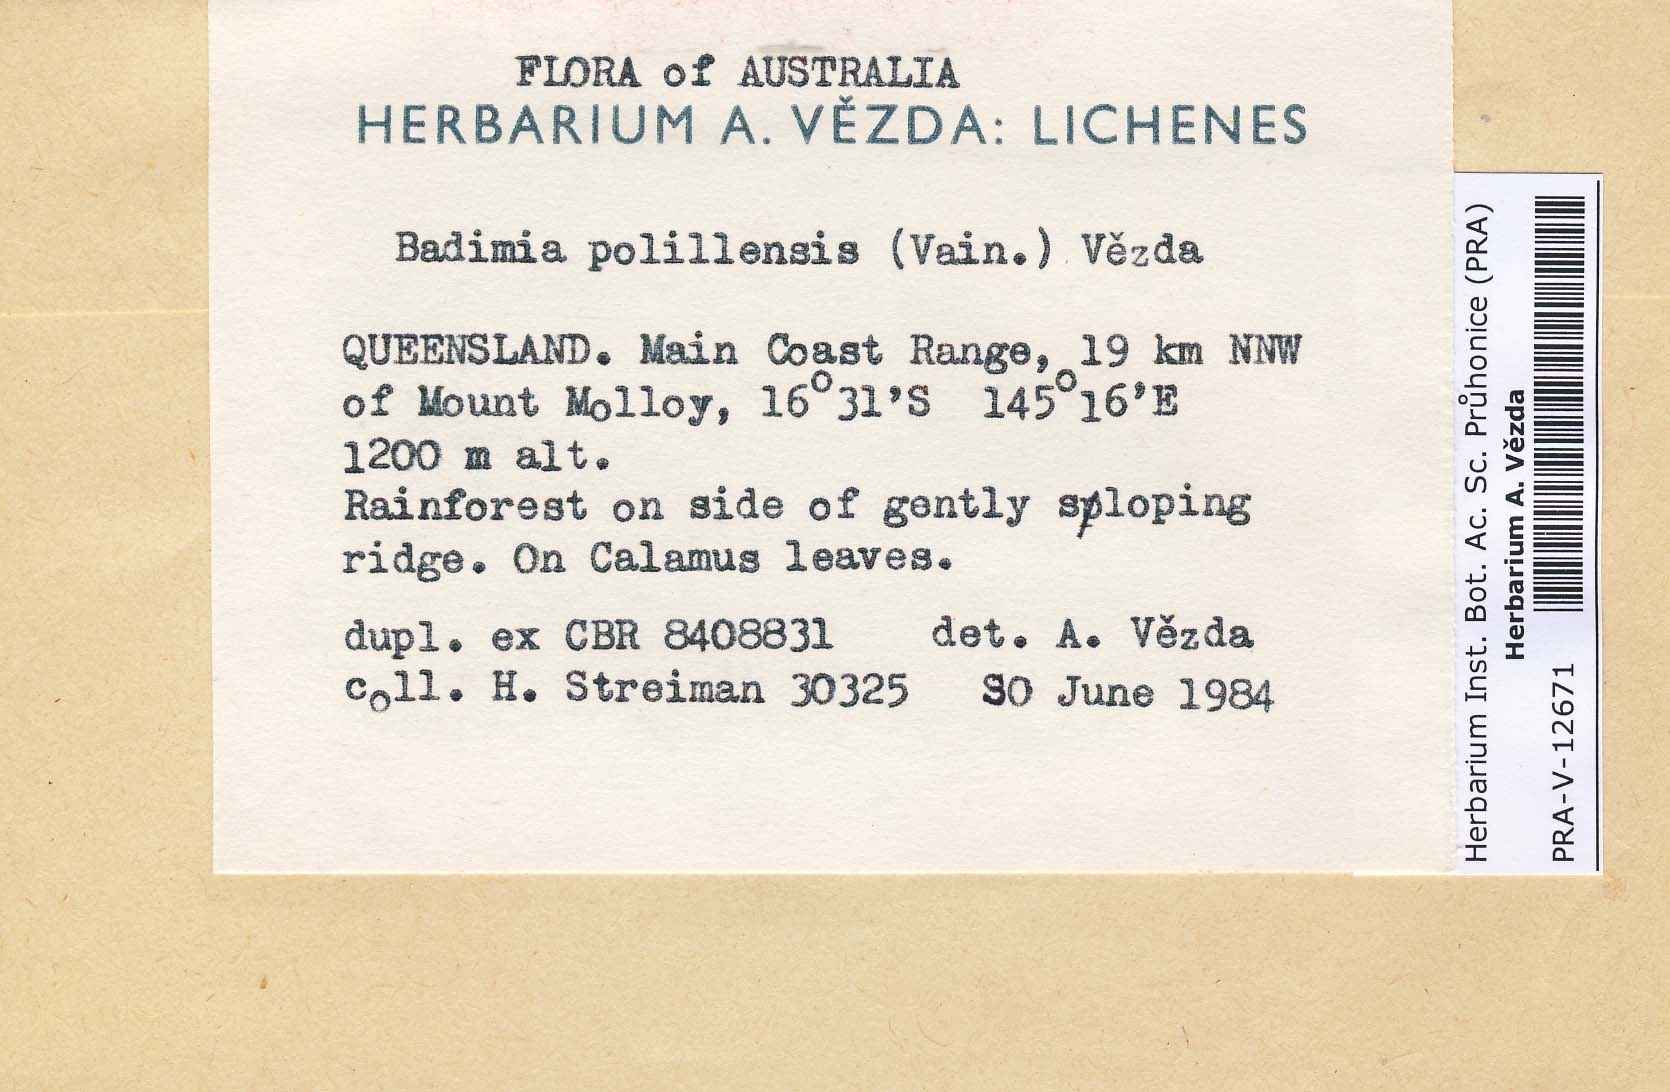 FLORA of AUSTRALIA
HERBARIUM A. VĚZDA: LICHENES
Badimia polillensis (Vain.) Vězda
QUEENSLAND. Main Coast Range, 19 km NNW
of Mount Molloy, 16°31'S 145°16'E
1200 m alt.
Rainforest on side of gently sloping
ridge. On Calamus leaves.
dupl. ex CBR 8408831 det. A. Vězda
coll. H. Streiman 30325 June 1984
Herbarium Inst. Bot. Ac. Sc. Průhonice (PRA)
Herbarium A. Vězda
PRA-V-12671